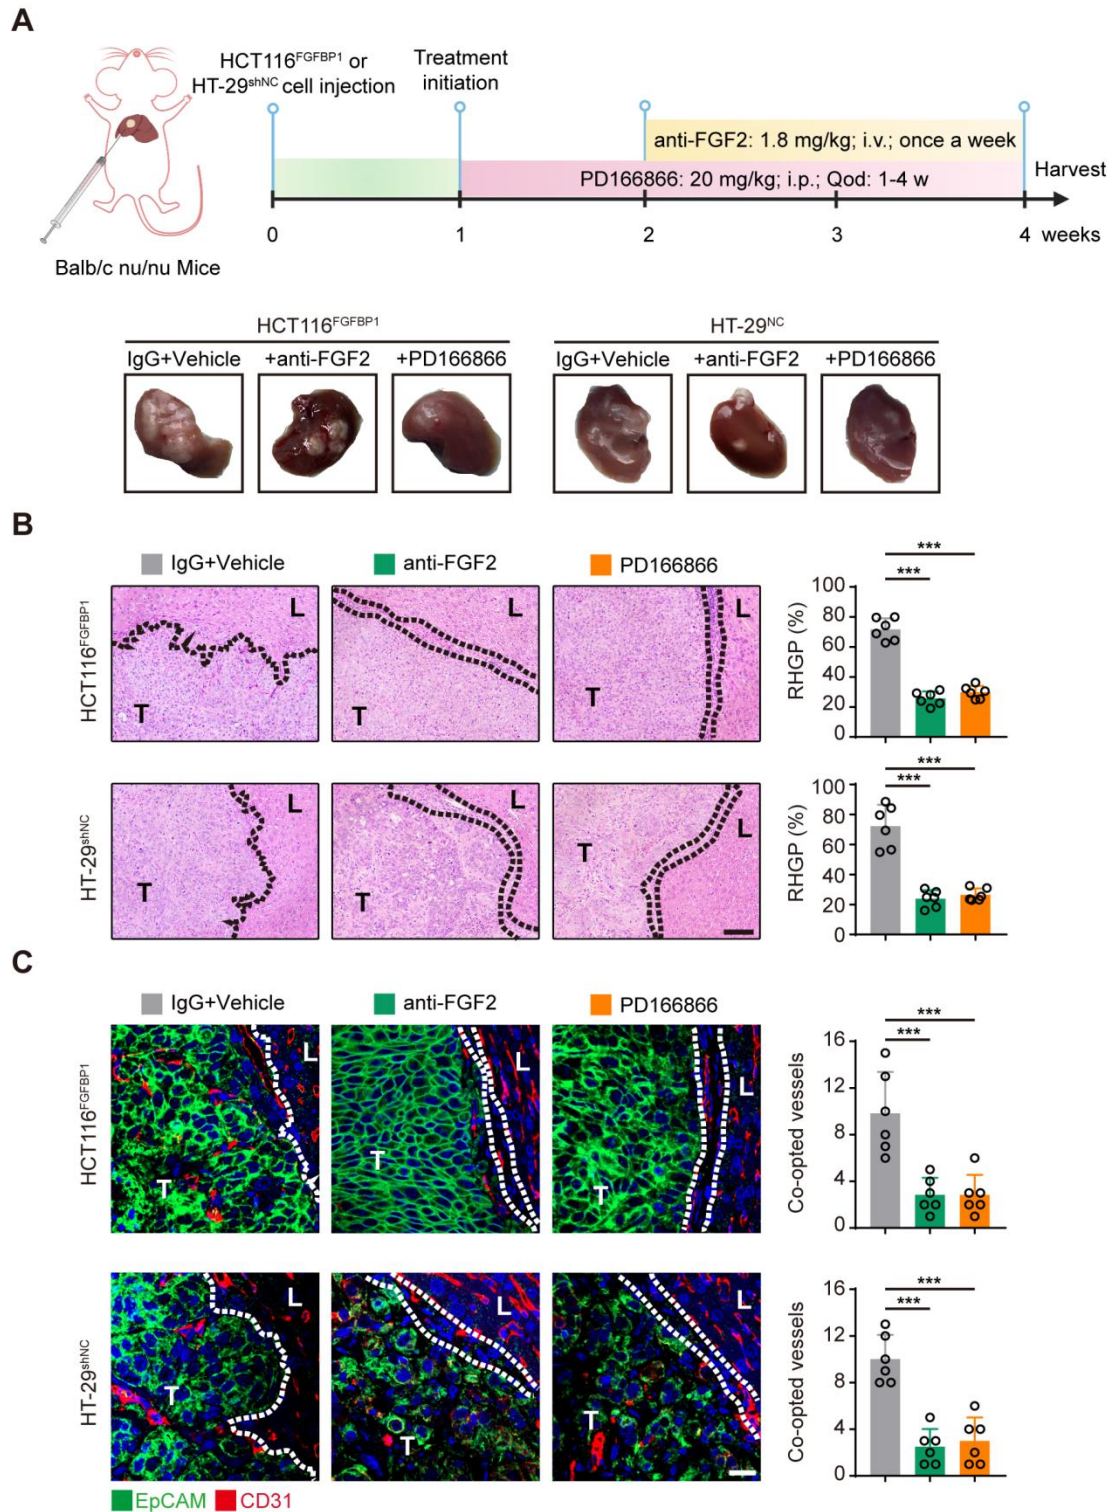 A
HCT116FGFBP1 or
HT-29shNC cell injection
Treatment
initiation
anti-FGF2: 1.8 mg/kg; i.v.; once a week
PD166866: 20 mg/kg; i.p.; Qod: 1-4 w
Harvest
0 1 2 3 4 weeks
Balb/c nu/nu Mice
HCT116FGFBP1 HT-29NC
IgG+Vehicle +anti-FGF2 +PD166866 IgG+Vehicle +anti-FGF2 +PD166866
B
IgG+Vehicle anti-FGF2 PD166866
HCT116FGFBP1
L
T
L
T
L
T
RHGP (%)
***
***
100
80
60
40
20
0
HT-29shNC
L
T
L
T
L
T
RHGP (%)
***
***
100
80
60
40
20
0
C
IgG+Vehicle anti-FGF2 PD166866
HCT116FGFBP1
L
T
L
T
L
T
Co-opted vessels
***
***
16
12
8
4
0
HT-29shNC
L
T
L
T
L
T
Co-opted vessels
***
***
16
12
8
4
0
EpCAM CD31